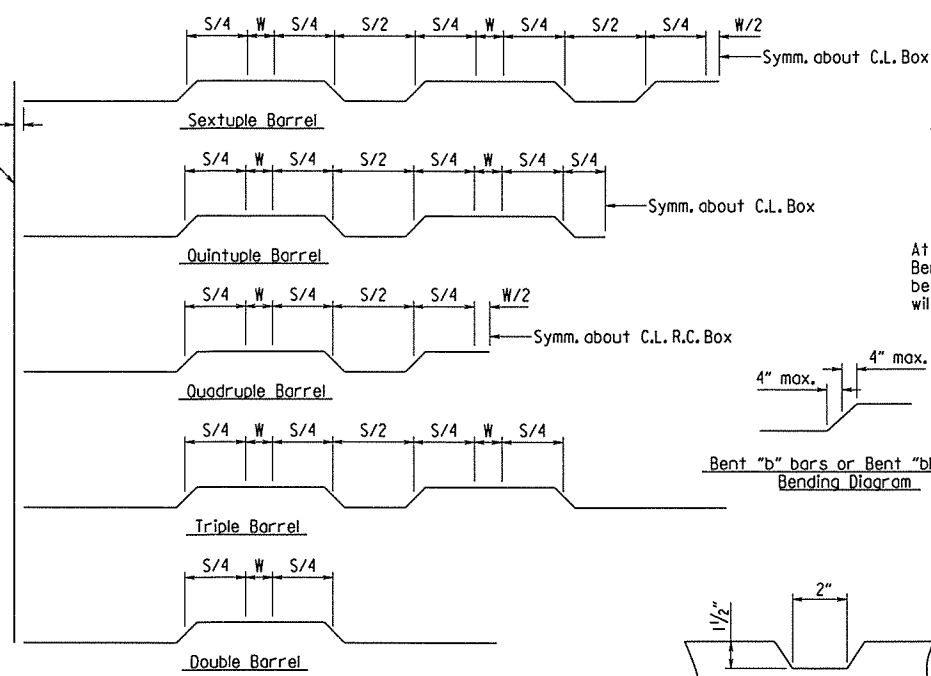 S/4 W S/4 S/2 S/4 W S/4 S/2 S/4 W/2
Symm. about C.L. Box
Sextuple Barrel
S/4 W S/4 S/2 S/4 W S/4 S/4
Symm. about C.L. Box
Quintuple Barrel
S/4 W S/4 S/2 S/4 W/2
Symm. about C.L. R.C. Box
Quadruple Barrel
S/4 W S/4 S/2 S/4 W S/4
Triple Barrel
S/4 W S/4
Double Barrel
At
Be
be
wil
4" max.
4" max.
Bent "b" bars or Bent "b
Bending Diagram
2"
1½"